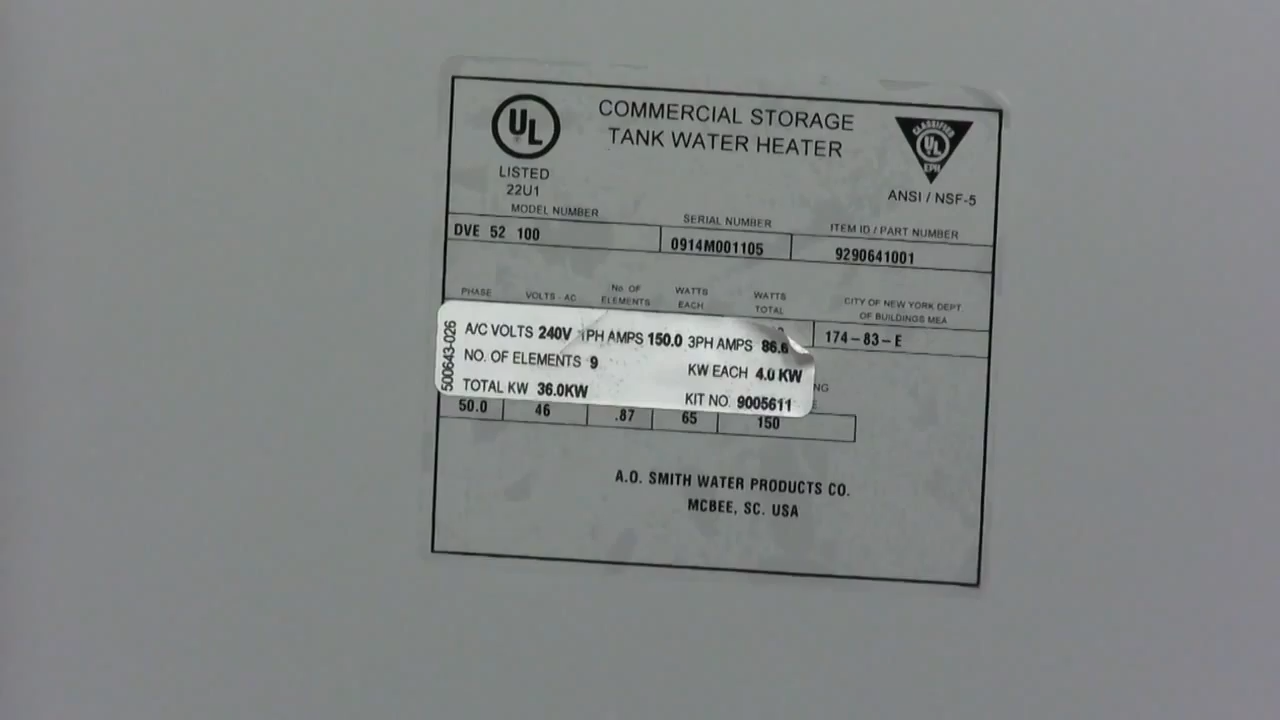 UL
COMMERCIAL STORAGE
TANK WATER HEATER
CLASSIFIED
UL
EPH
LISTED
22U1
ANSI / NSF-5
MODEL NUMBER SERIAL NUMBER ITEM ID / PART NUMBER
DVE 52 100 0914M001105 9290641001
PHASE VOLTS - AC No. OF ELEMENTS WATTS EACH WATTS TOTAL CITY OF NEW YORK DEPT. OF BUILDINGS MEA
174-83-E
500643-026
A/C VOLTS 240V 1PH AMPS 150.0 3PH AMPS 86.6
NO. OF ELEMENTS 9 KW EACH 4.0 KW
TOTAL KW 36.0KW KIT NO. 9005611
50.0 46 .87 65 150
A.O. SMITH WATER PRODUCTS CO.
MCBEE, SC. USA